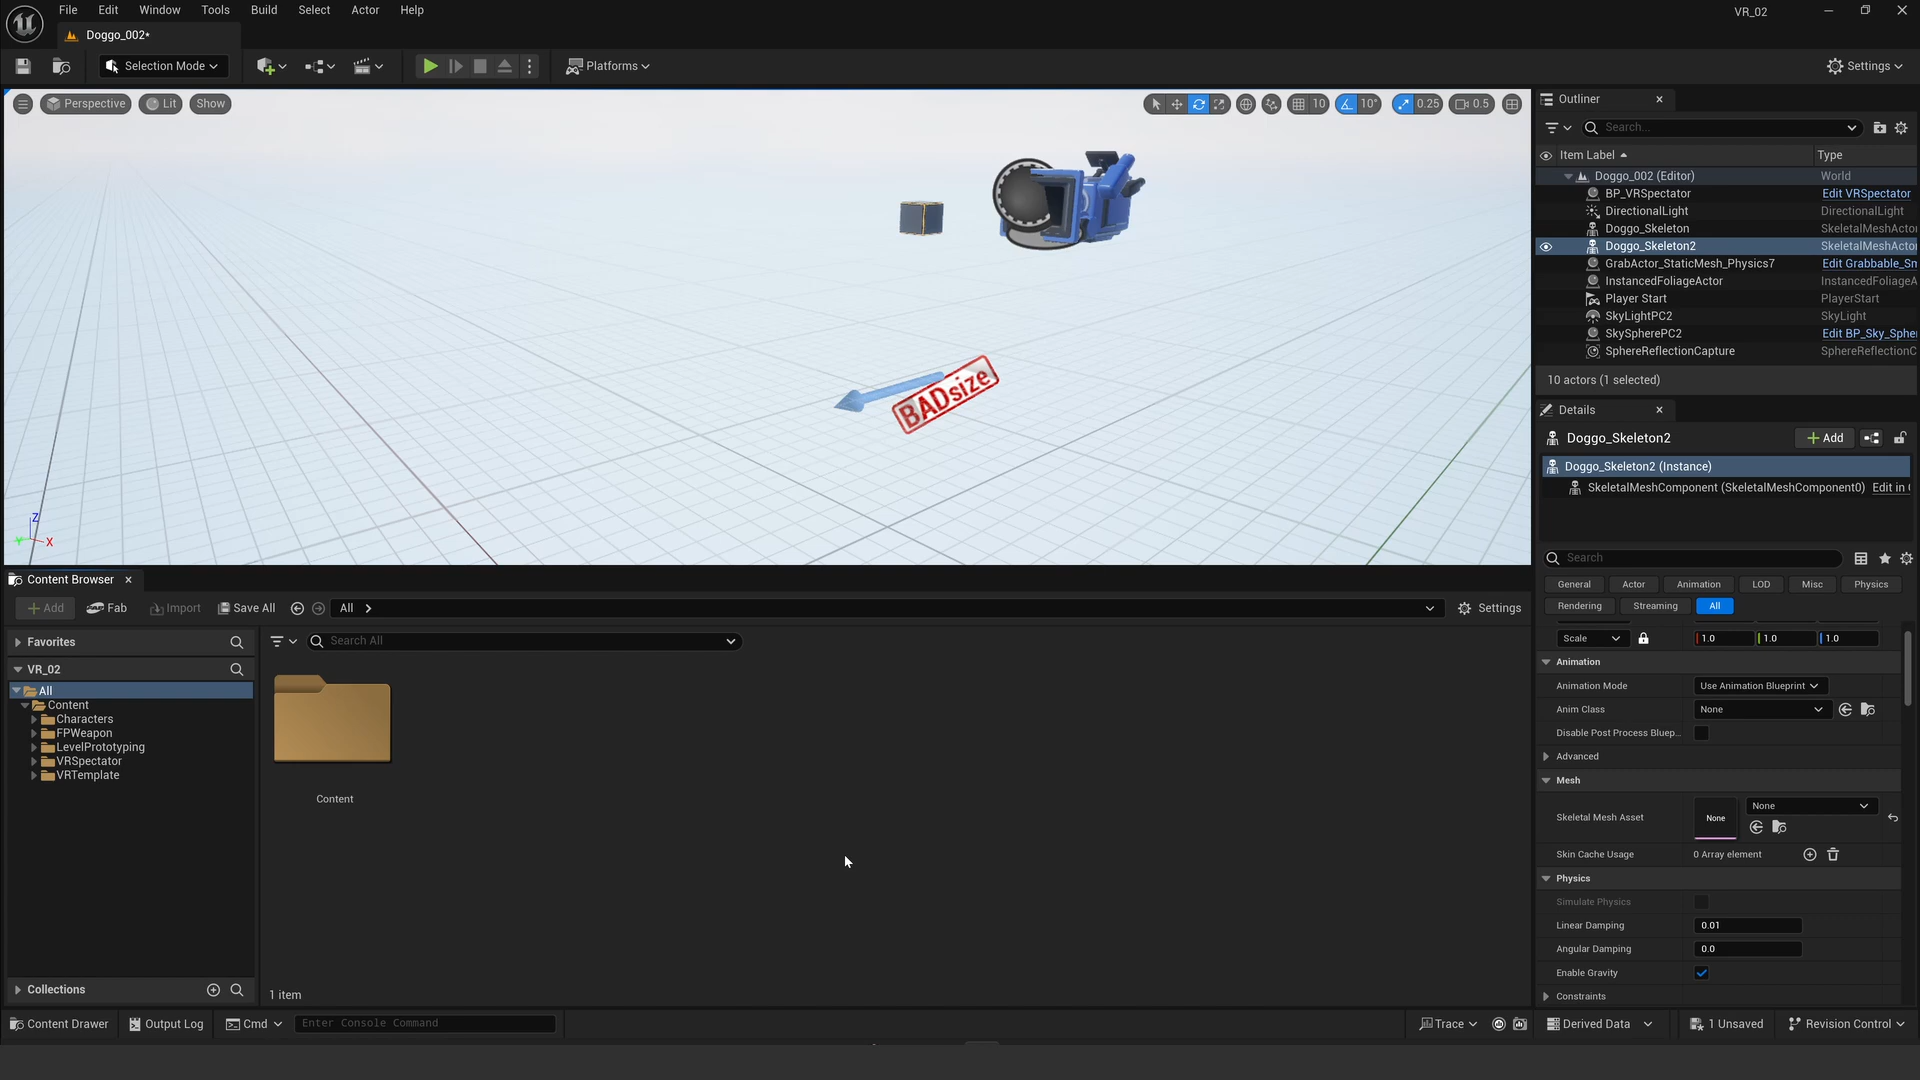 File Edit Window Tools Build Select Actor Help
VR_02
Doggo_002*
Selection Mode
Platforms
Settings
Perspective Lit Show
10 10° 0.25 0.5
BADsize
Z
Y X
Outliner
Search...
Item Label Type
Doggo_002 (Editor) World
BP_VRSpectator Edit VRSpectator
DirectionalLight DirectionalLight
Doggo_Skeleton SkeletalMeshActo
Doggo_Skeleton2 SkeletalMeshActo
GrabActor_StaticMesh_Physics7 Edit Grabbable_Sm
InstancedFoliageActor InstancedFoliageA
Player Start PlayerStart
SkyLightPC2 SkyLight
SkySpherePC2 Edit BP_Sky_Sphe
SphereReflectionCapture SphereReflectionC
10 actors (1 selected)
Details
Doggo_Skeleton2
Add
Doggo_Skeleton2 (Instance)
SkeletalMeshComponent (SkeletalMeshComponent0) Edit in
Search
General Actor Animation LOD Misc Physics
Rendering Streaming All
Scale 1.0 1.0 1.0
Animation
Animation Mode Use Animation Blueprint
Anim Class None
Disable Post Process Bluep...
Advanced
Mesh
Skeletal Mesh Asset None None
Skin Cache Usage 0 Array element
Physics
Simulate Physics
Linear Damping 0.01
Angular Damping 0.0
Enable Gravity
Constraints
Content Browser
Add Fab Import Save All All Settings
Favorites
Search All
VR_02
All
Content
Characters
FPWeapon
LevelPrototyping
VRSpectator
VRTemplate
Content
Collections
1 item
Content Drawer Output Log Cmd Enter Console Command Trace Derived Data 1 Unsaved Revision Control